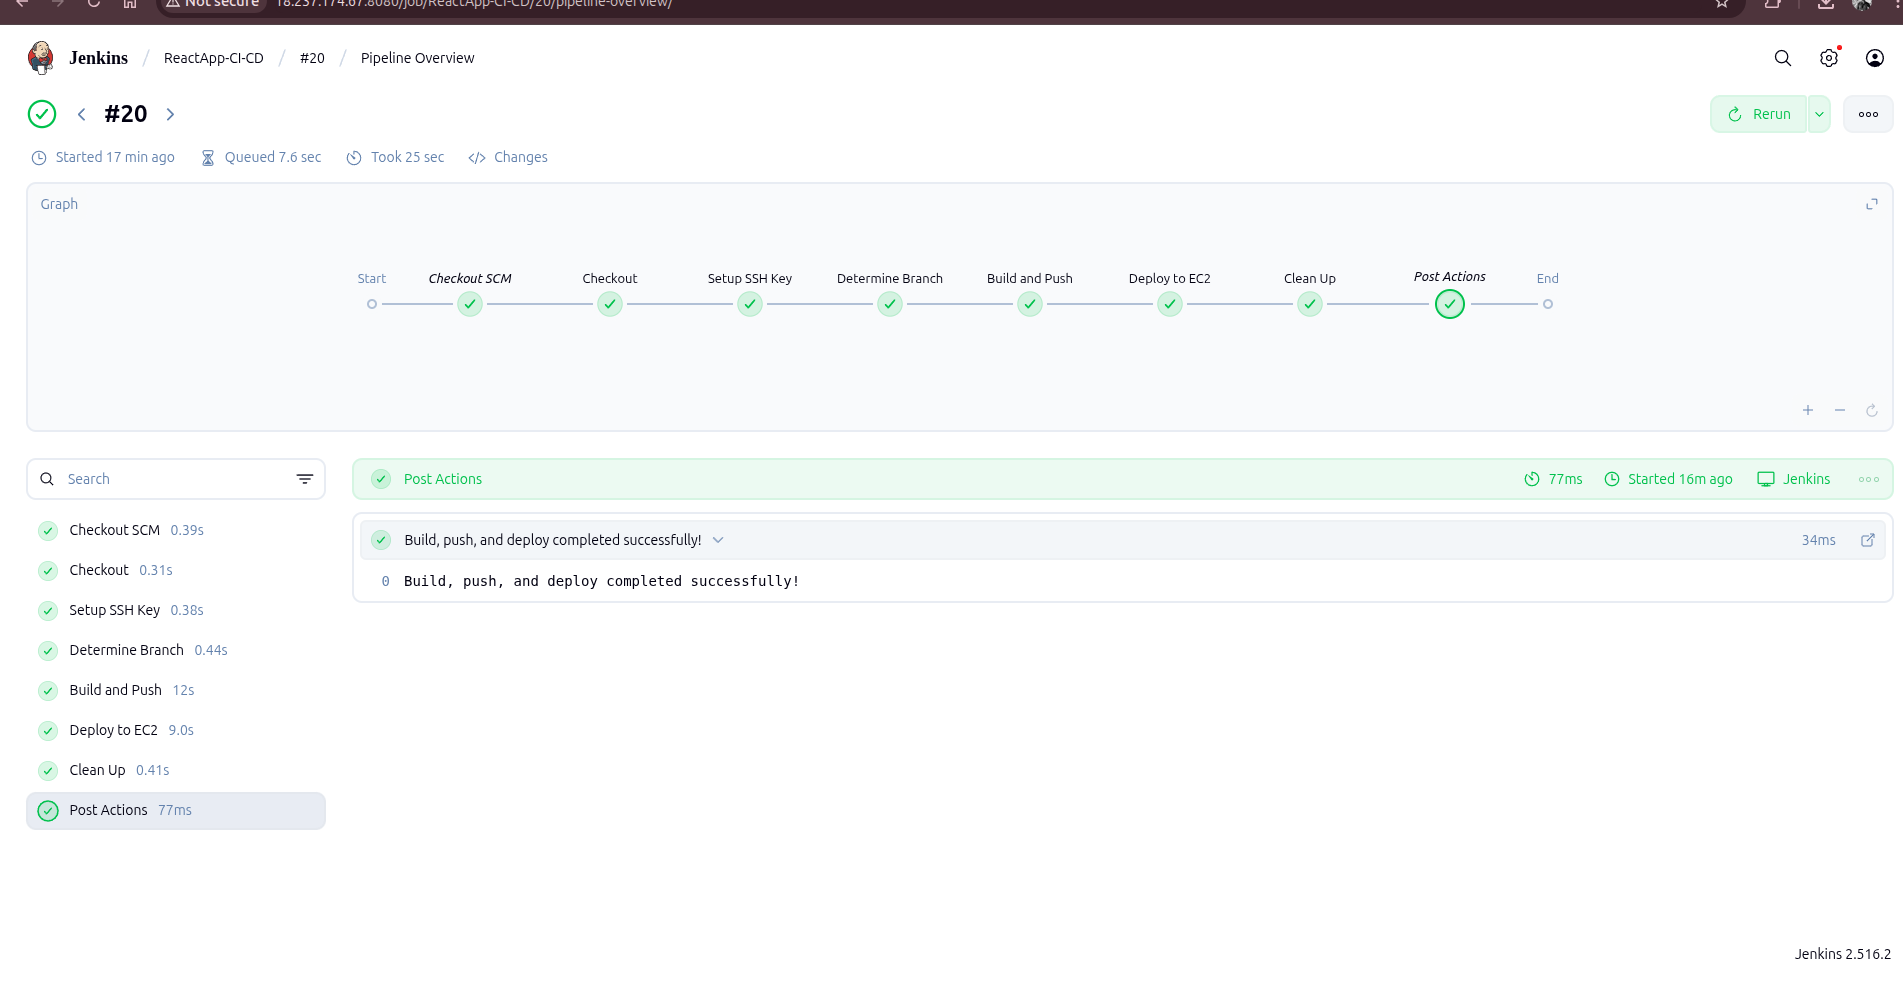 Not secure 18.237.174.67:8080/job/ReactApp-CI-CD/20/pipeline-overview/
Jenkins / ReactApp-CI-CD / #20 / Pipeline Overview
#20
Rerun
Started 17 min ago Queued 7.6 sec Took 25 sec Changes
Graph
Start Checkout SCM Checkout Setup SSH Key Determine Branch Build and Push Deploy to EC2 Clean Up Post Actions End
Search
Checkout SCM 0.39s
Checkout 0.31s
Setup SSH Key 0.38s
Determine Branch 0.44s
Build and Push 12s
Deploy to EC2 9.0s
Clean Up 0.41s
Post Actions 77ms
Post Actions 77ms Started 16m ago Jenkins
Build, push, and deploy completed successfully! 34ms
0 Build, push, and deploy completed successfully!
Jenkins 2.516.2